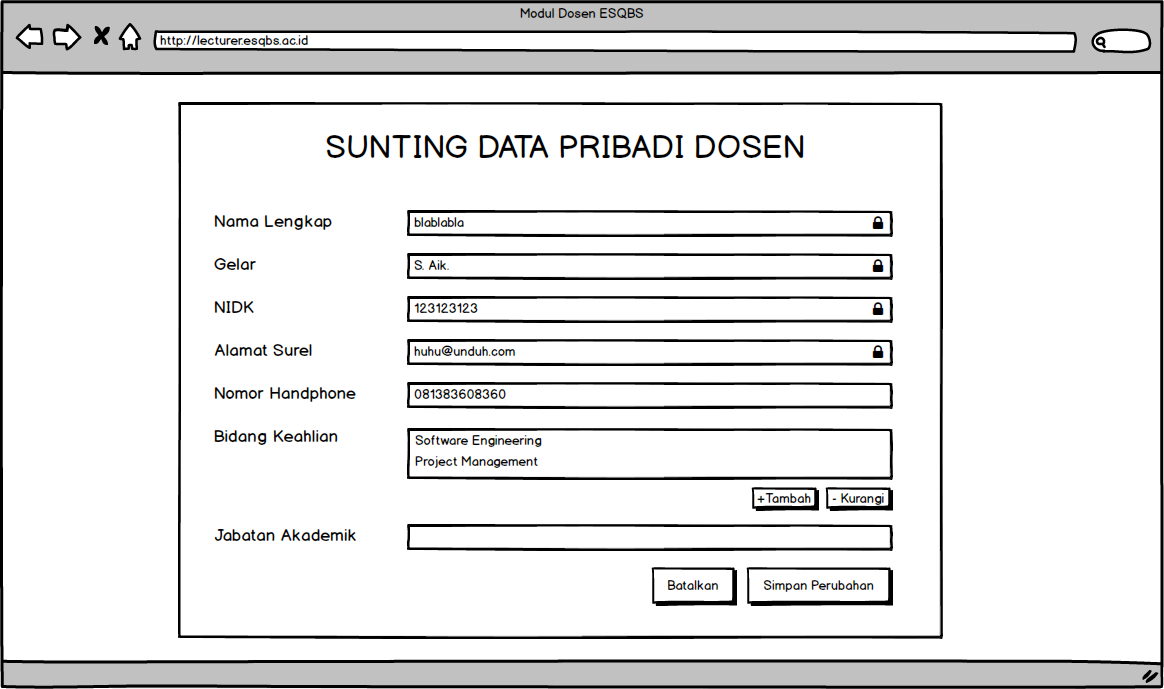 Modul Dosen ESQBS
http://lecturer.esqbs.ac.id
SUNTING DATA PRIBADI DOSEN
Nama Lengkap blablabla
Gelar S. Aik.
NIDK 123123123
Alamat Surel huhu@unduh.com
Nomor Handphone 081383608360
Bidang Keahlian Software Engineering
Project Management
+Tambah - Kurangi
Jabatan Akademik
Batalkan Simpan Perubahan